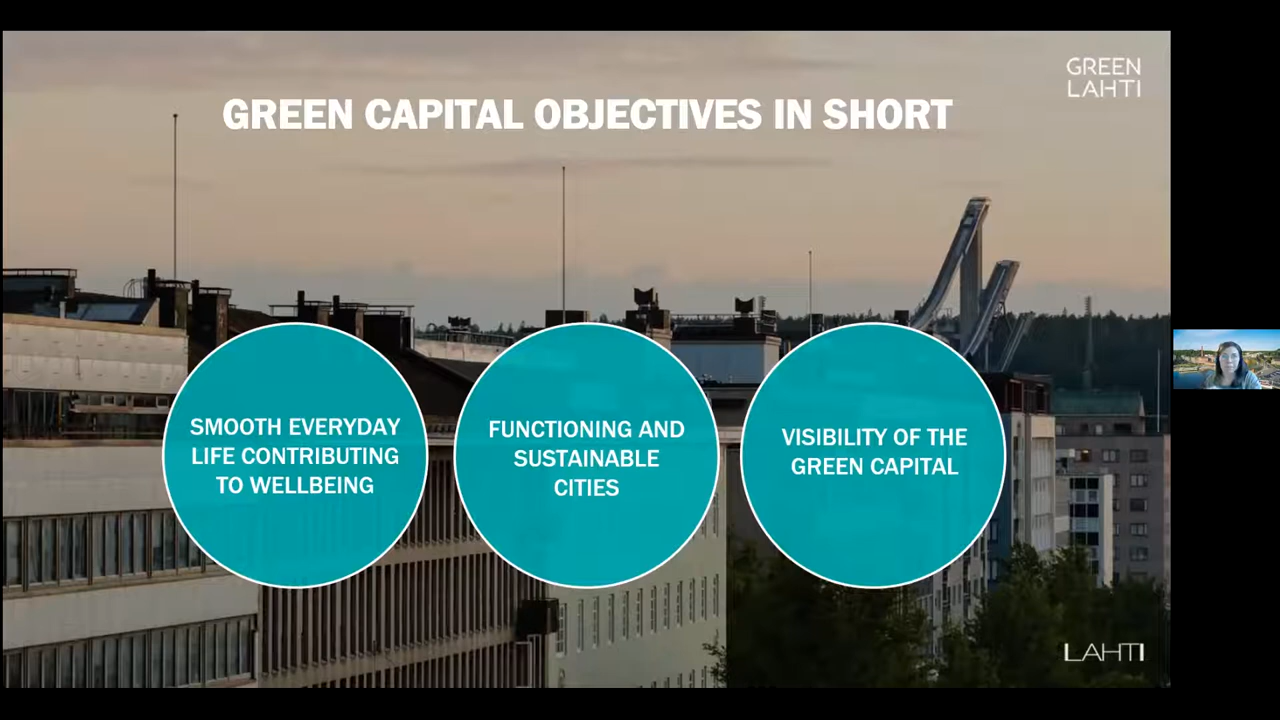 GREEN
LAHTI
GREEN CAPITAL OBJECTIVES IN SHORT
SMOOTH EVERYDAY
LIFE CONTRIBUTING
TO WELLBEING
FUNCTIONING AND
SUSTAINABLE
CITIES
VISIBILITY OF THE
GREEN CAPITAL
LAHTI